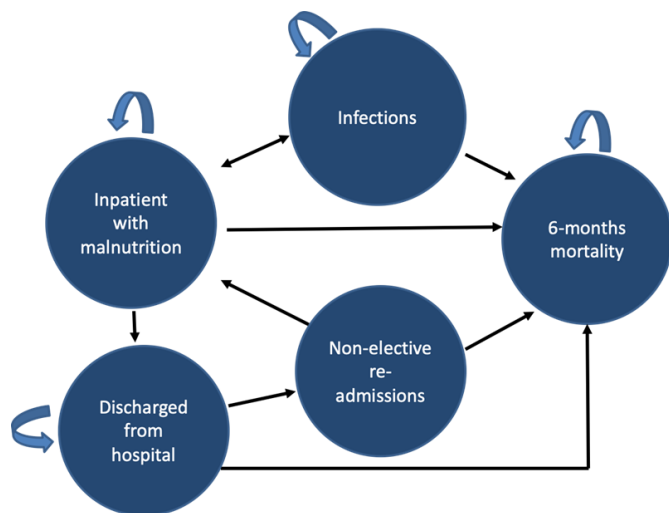 Infections
Inpatient
with
malnutrition
6-months
mortality
Non-elective
re-
admissions
Discharged
from
hospital